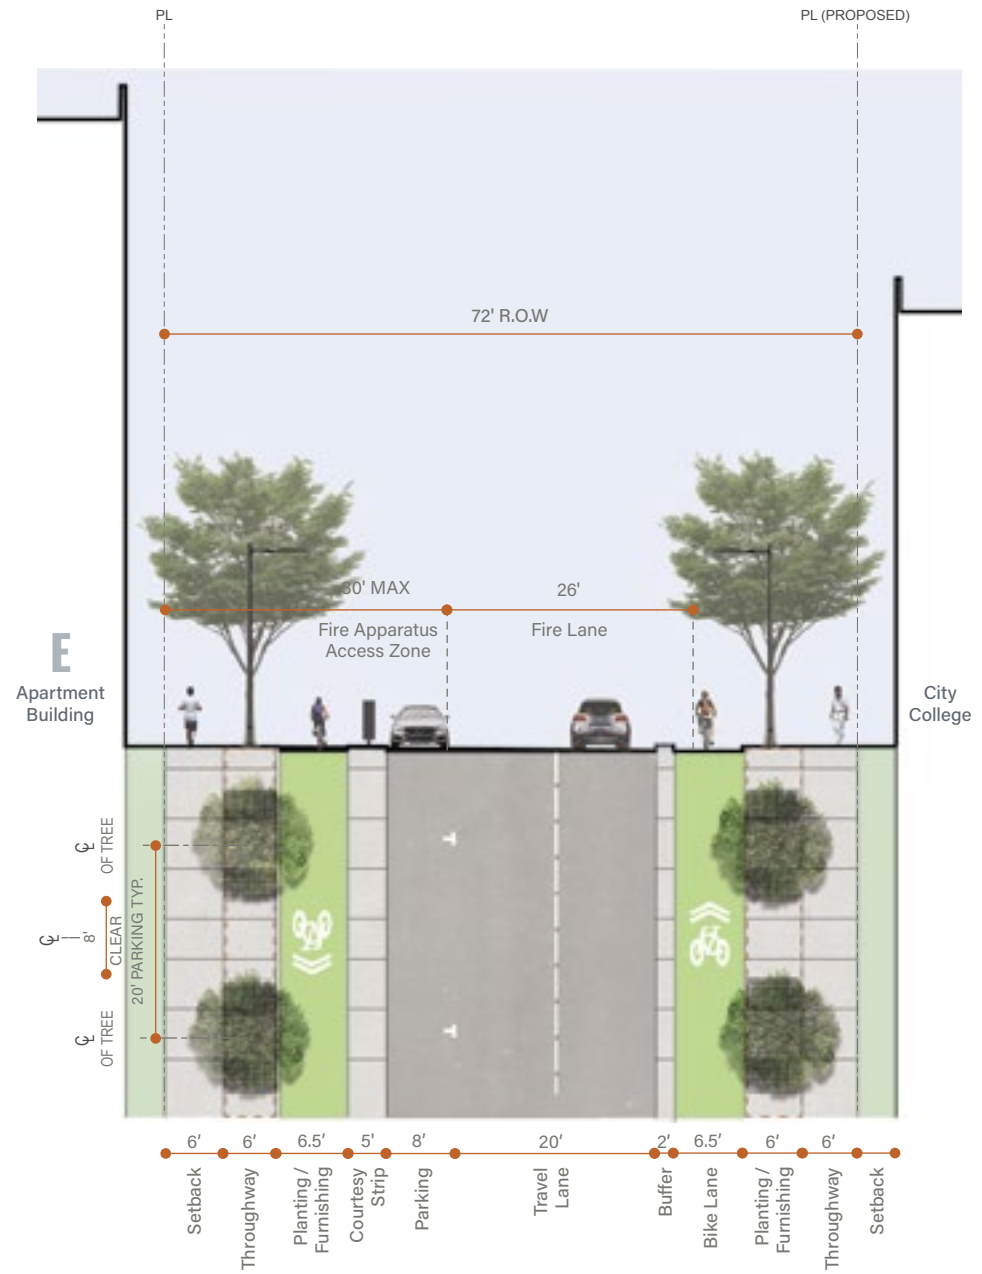 PL
PL (PROPOSED)
72' R.O.W
30' MAX
26'
Fire Apparatus
Access Zone
Fire Lane
E
Apartment
Building
City
College
℄
OF TREE
20' PARKING TYP.
℄
8'
CLEAR
℄
OF TREE
6'
6'
6.5'
5'
8'
20'
2'
6.5'
6'
6'
Setback
Throughway
Planting /
Furnishing
Courtesy
Strip
Parking
Travel
Lane
Buffer
Bike Lane
Planting /
Furnishing
Throughway
Setback